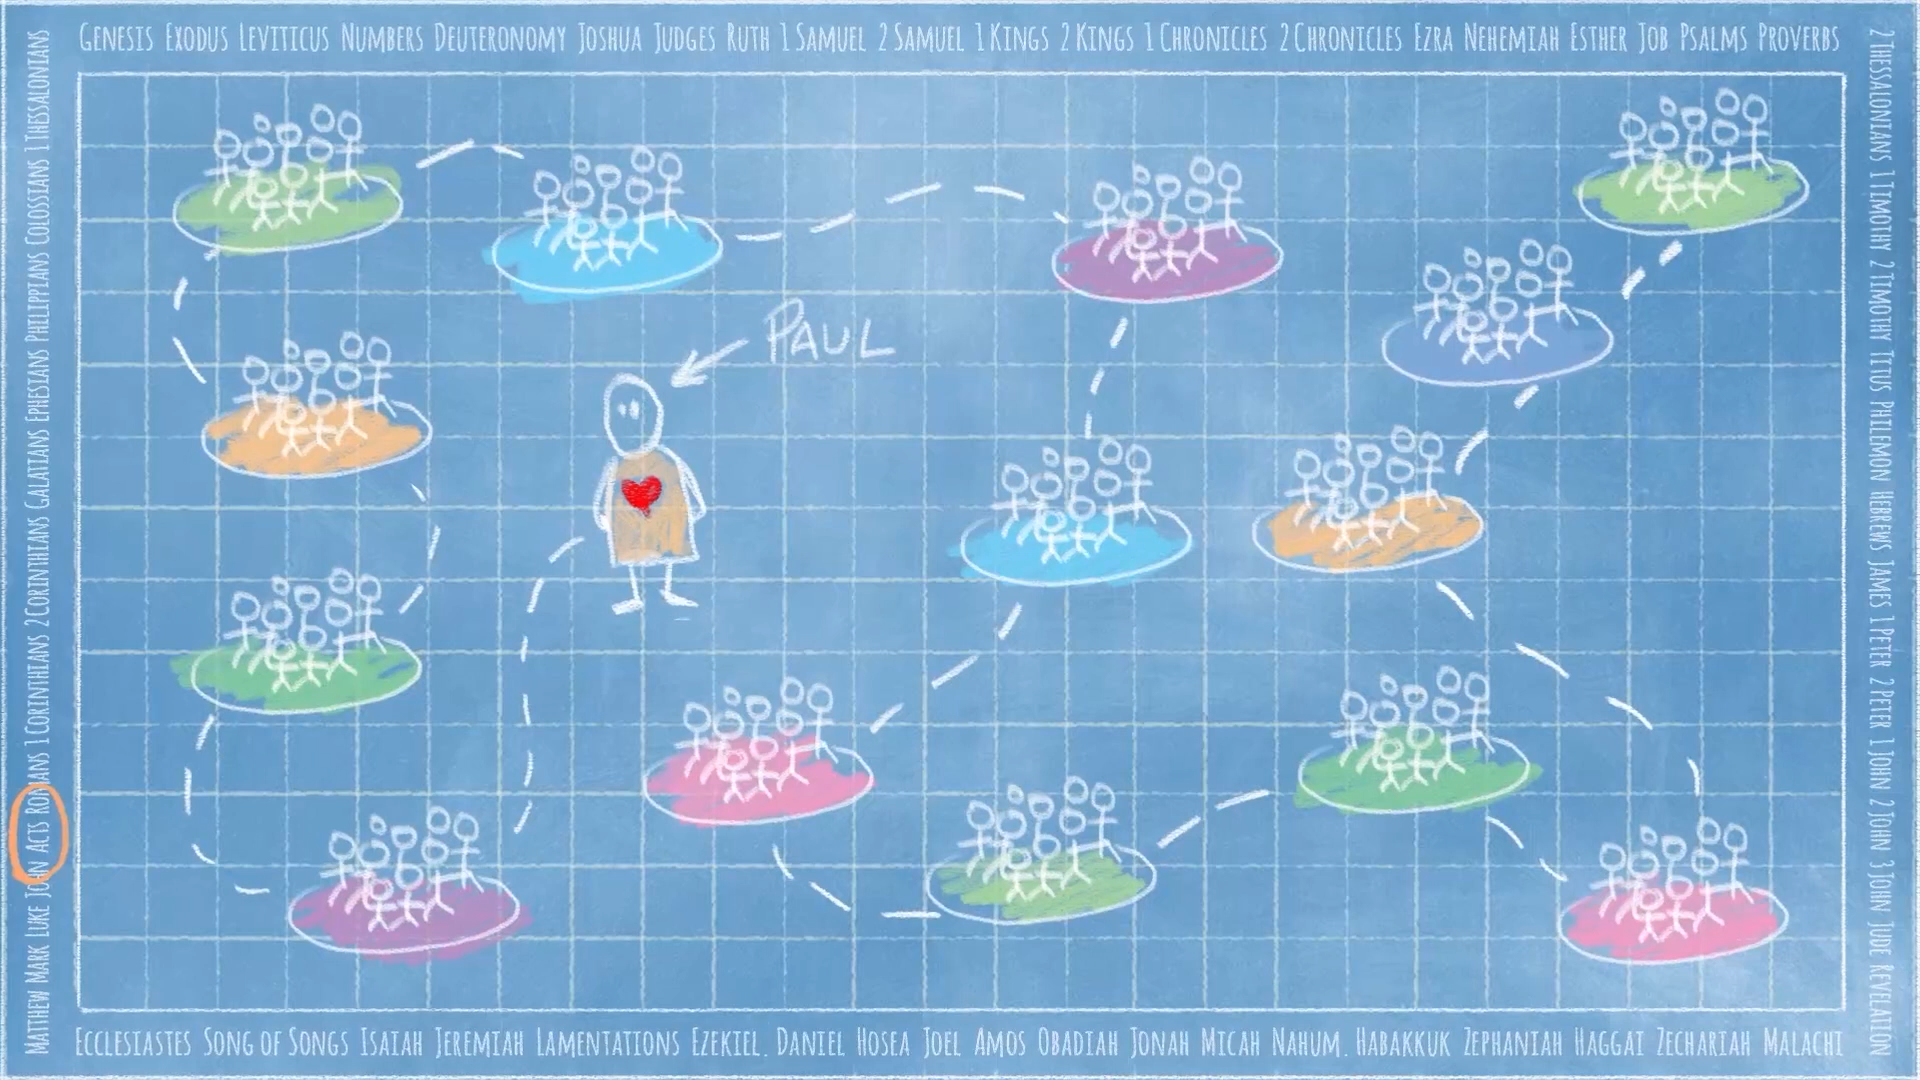 Genesis Exodus Leviticus Numbers Deuteronomy Joshua Judges Ruth 1 Samuel 2 Samuel 1 Kings 2 Kings 1 Chronicles 2 Chronicles Ezra Nehemiah Esther Job Psalms Proverbs
Paul
Ecclesiastes Song of Songs Isaiah Jeremiah Lamentations Ezekiel. Daniel Hosea Joel Amos Obadiah Jonah Micah Nahum. Habakkuk Zephaniah Haggai Zechariah Malachi
Matthew Mark Luke John Acts Romans 1 Corinthians 2 Corinthians Galatians Ephesians Philippians Colossians 1 Thessalonians
2 Thessalonians 1 Timothy 2 Timothy Titus Philemon Hebrews James 1 Peter 2 Peter 1 John 2 John 3 John Jude Revelation